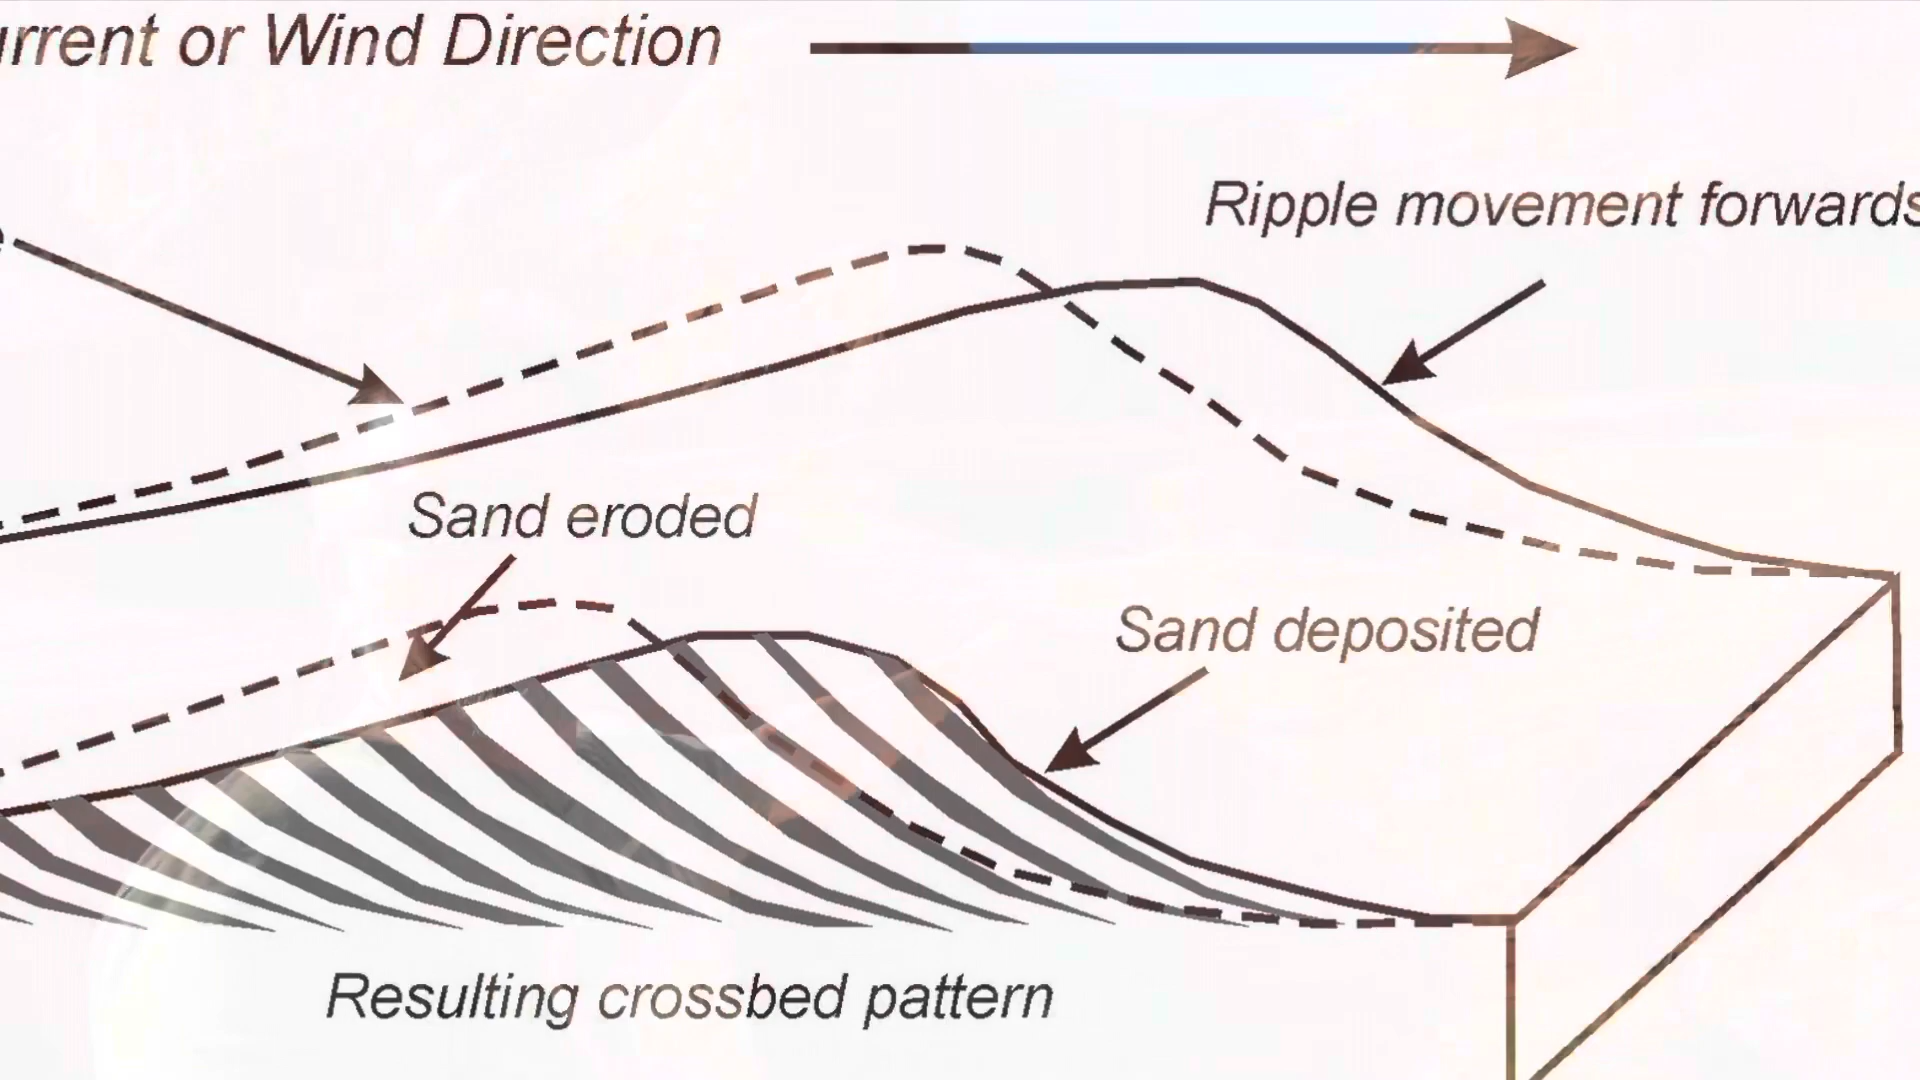 urrent or Wind Direction
Ripple movement forwards
e
Sand eroded
Sand deposited
Resulting crossbed pattern